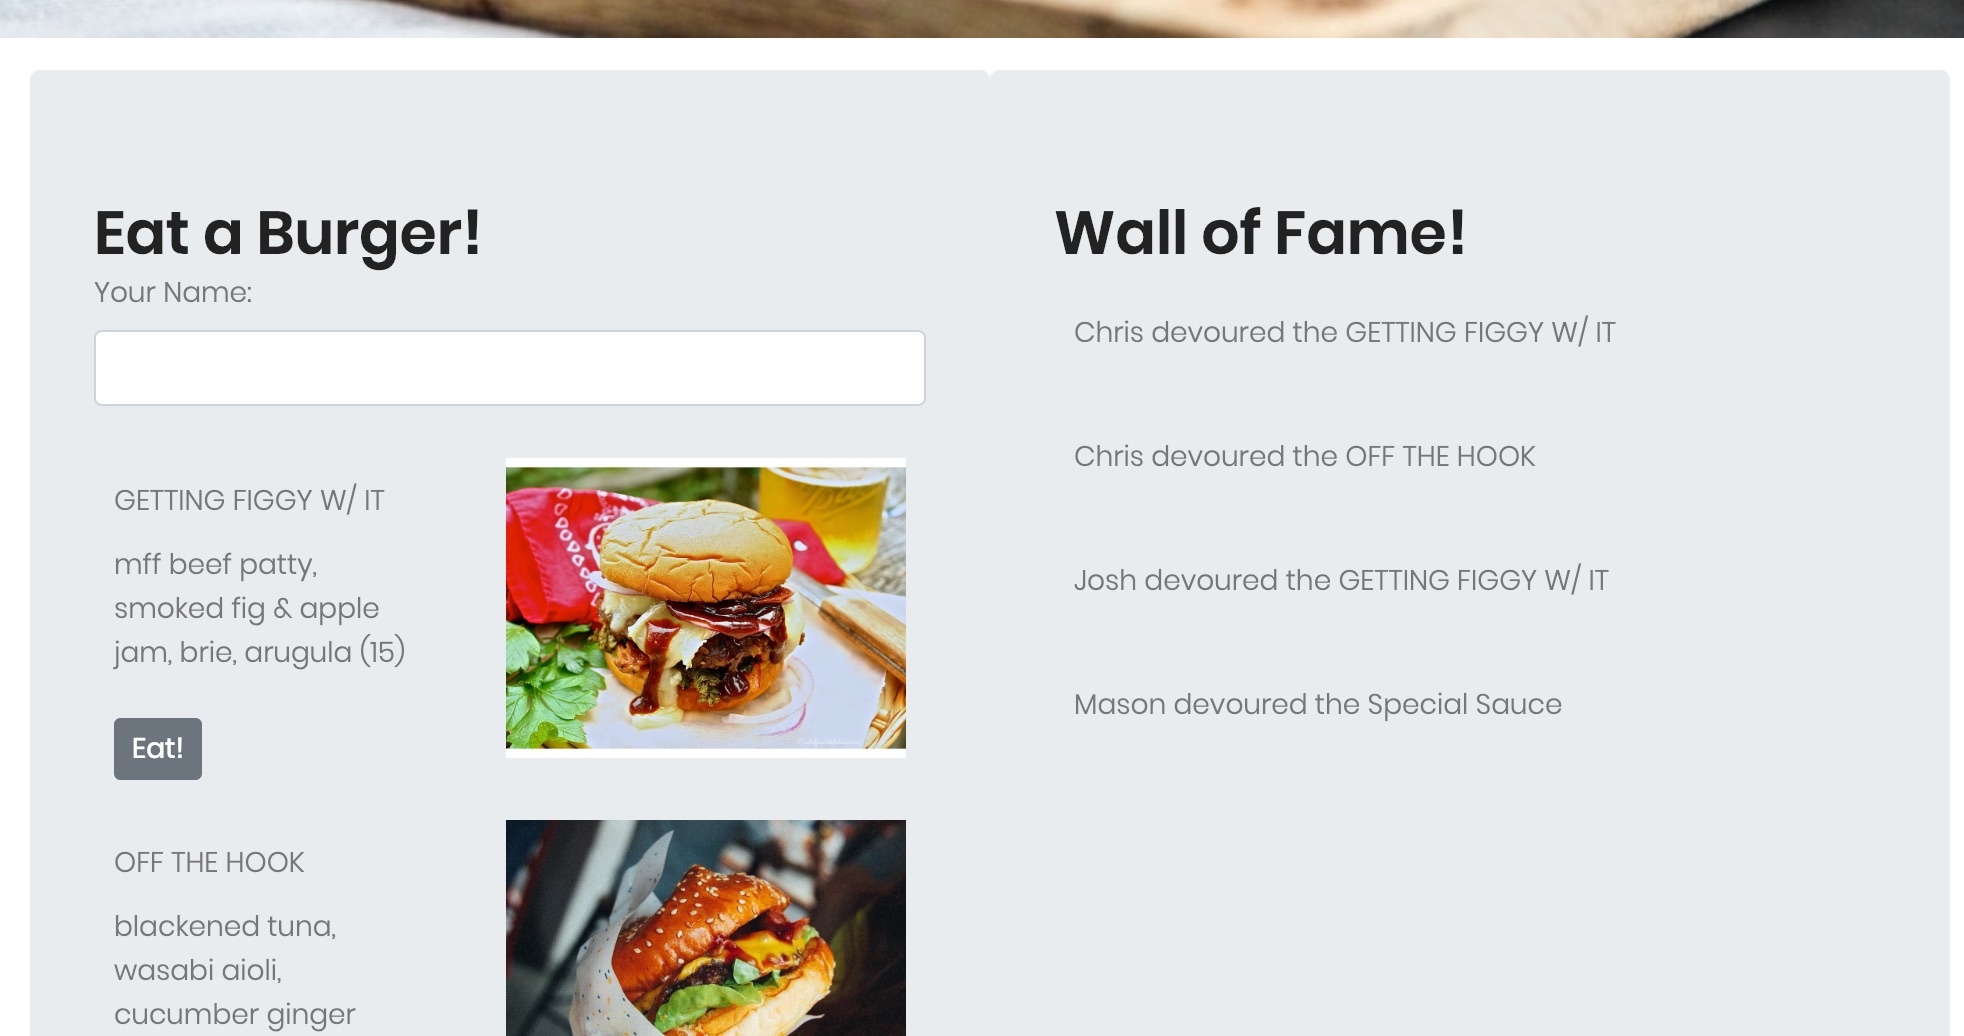 Eat a Burger!
Your Name:
GETTING FIGGY W/ IT
mff beef patty,
smoked fig & apple
jam, brie, arugula (15)
Eat!
OFF THE HOOK
blackened tuna,
wasabi aioli,
cucumber ginger
Wall of Fame!
Chris devoured the GETTING FIGGY W/ IT
Chris devoured the OFF THE HOOK
Josh devoured the GETTING FIGGY W/ IT
Mason devoured the Special Sauce